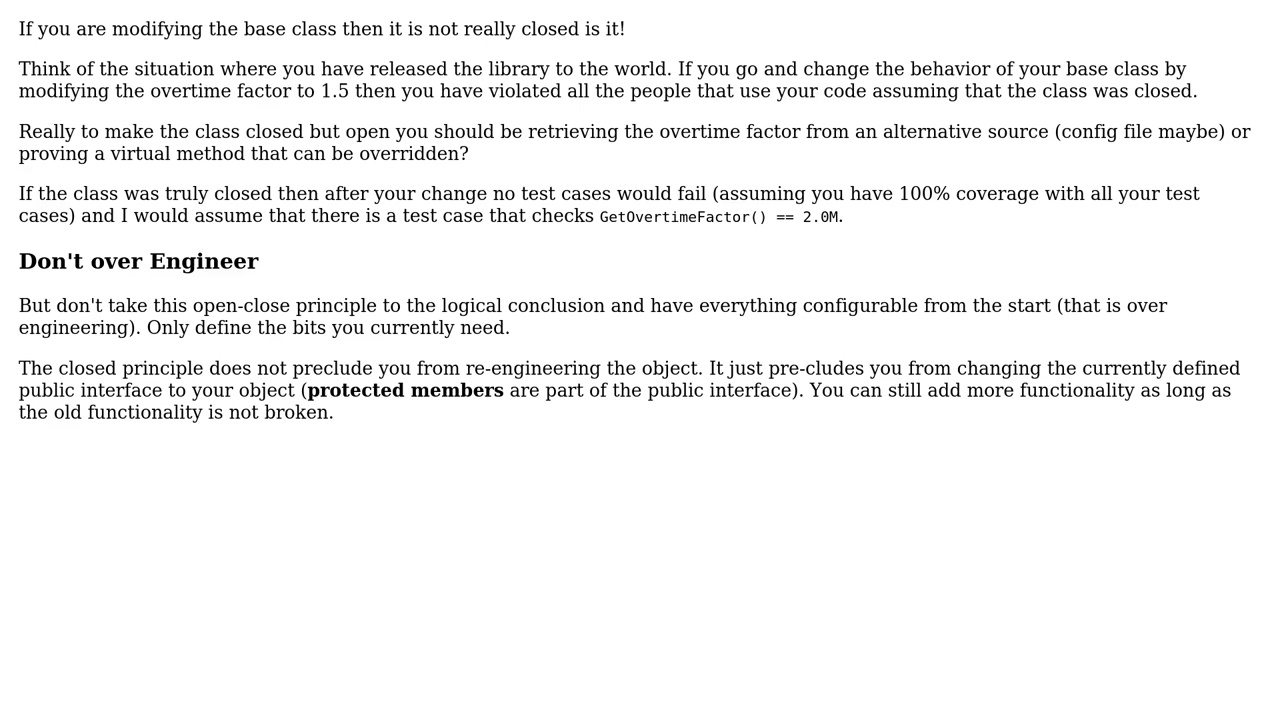 If you are modifying the base class then it is not really closed is it!
Think of the situation where you have released the library to the world. If you go and change the behavior of your base class by
modifying the overtime factor to 1.5 then you have violated all the people that use your code assuming that the class was closed.
Really to make the class closed but open you should be retrieving the overtime factor from an alternative source (config file maybe) or
proving a virtual method that can be overridden?
If the class was truly closed then after your change no test cases would fail (assuming you have 100% coverage with all your test
cases) and I would assume that there is a test case that checks GetOvertimeFactor() == 2.0M.
Don't over Engineer
But don't take this open-close principle to the logical conclusion and have everything configurable from the start (that is over
engineering). Only define the bits you currently need.
The closed principle does not preclude you from re-engineering the object. It just pre-cludes you from changing the currently defined
public interface to your object (protected members are part of the public interface). You can still add more functionality as long as
the old functionality is not broken.